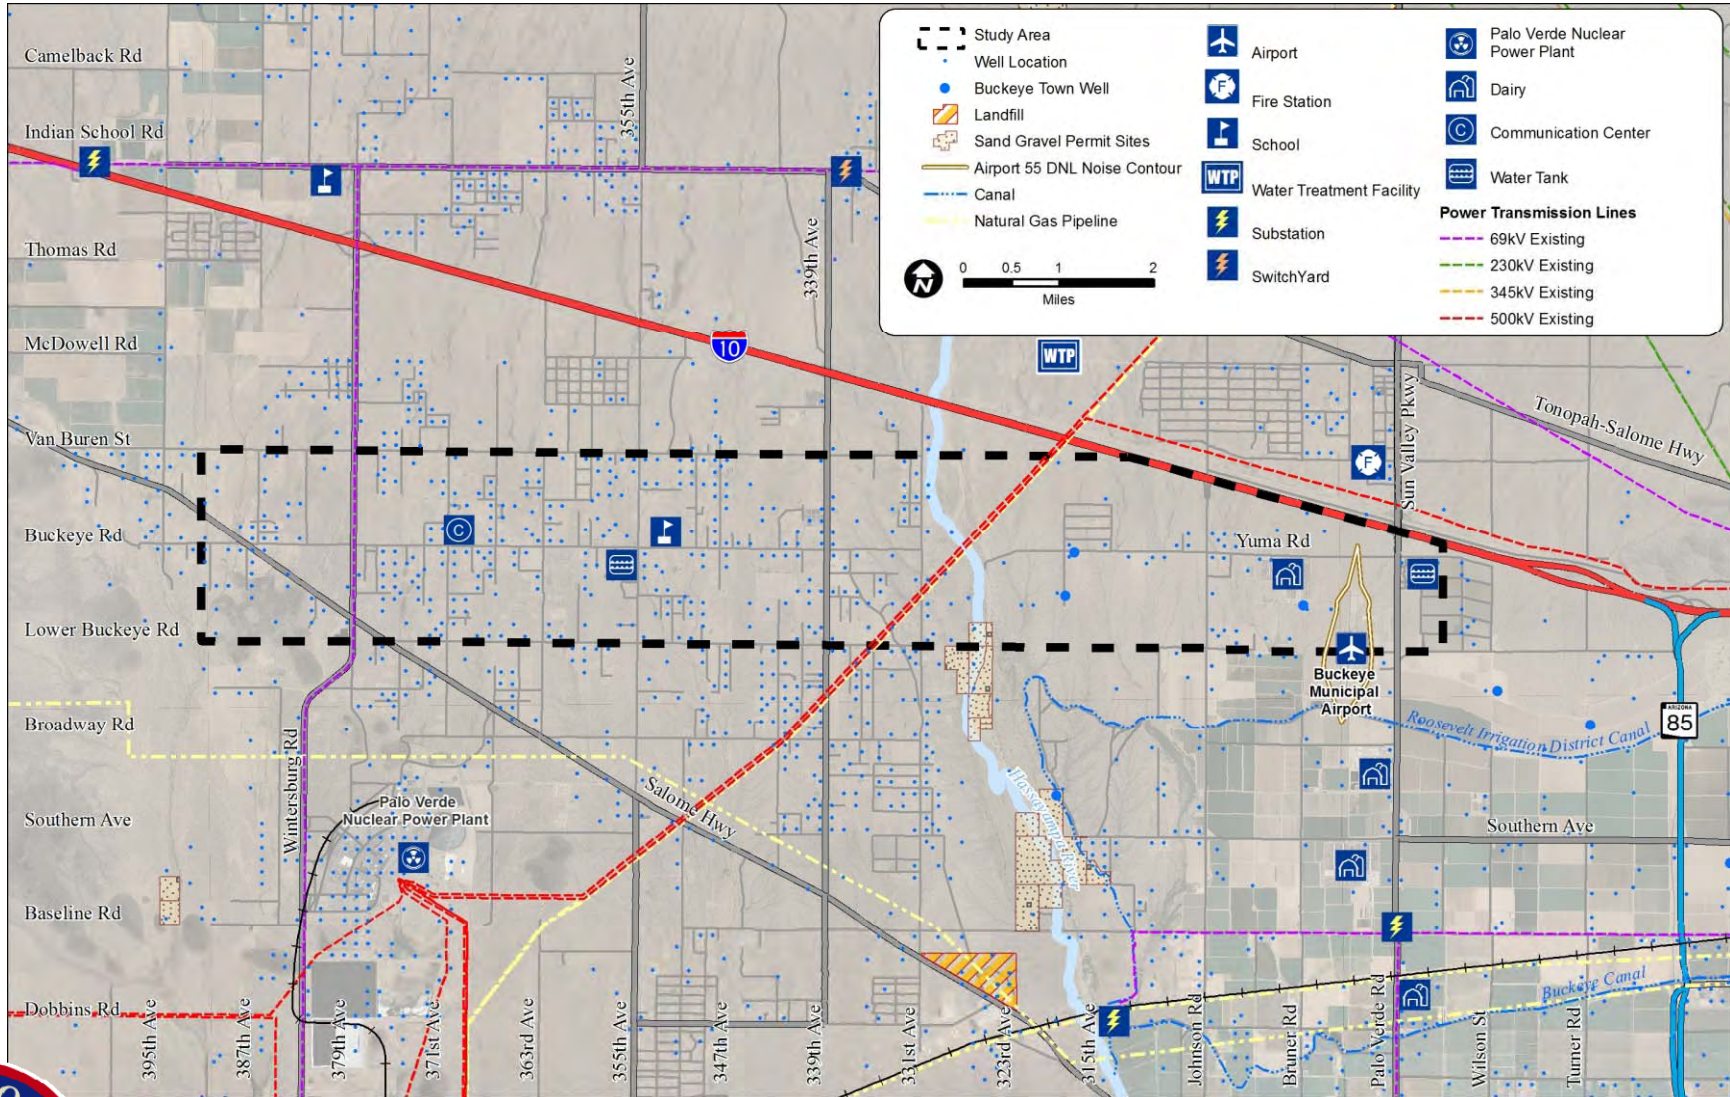 Camelback Rd
Indian School Rd
Thomas Rd
McDowell Rd
Van Buren St
Buckeye Rd
Lower Buckeye Rd
Broadway Rd
Southern Ave
Baseline Rd
Dobbins Rd
355th Ave
339th Ave
10
Study Area
Well Location
Buckeye Town Well
Landfill
Sand Gravel Permit Sites
Airport 55 DNL Noise Contour
Canal
Natural Gas Pipeline
N
0 0.5 1 2
Miles
Airport
F
Fire Station
School
WTP
Water Treatment Facility
Substation
SwitchYard
Palo Verde Nuclear
Power Plant
Dairy
C
Communication Center
Water Tank
Power Transmission Lines
69kV Existing
230kV Existing
345kV Existing
500kV Existing
WTP
Sun Valley Pkwy
Tonopah-Salome Hwy
F
C
Yuma Rd
Buckeye
Municipal
Airport
Roosevelt Irrigation District Canal
ARIZONA
85
Wintersburg Rd
Palo Verde
Nuclear Power Plant
Salome Hwy
Hassayampa River
Southern Ave
Buckeye Canal
395th Ave
387th Ave
379th Ave
371st Ave
363rd Ave
355th Ave
347th Ave
339th Ave
331st Ave
323rd Ave
315th Ave
Johnson Rd
Bruner Rd
Palo Verde Rd
Wilson St
Turner Rd